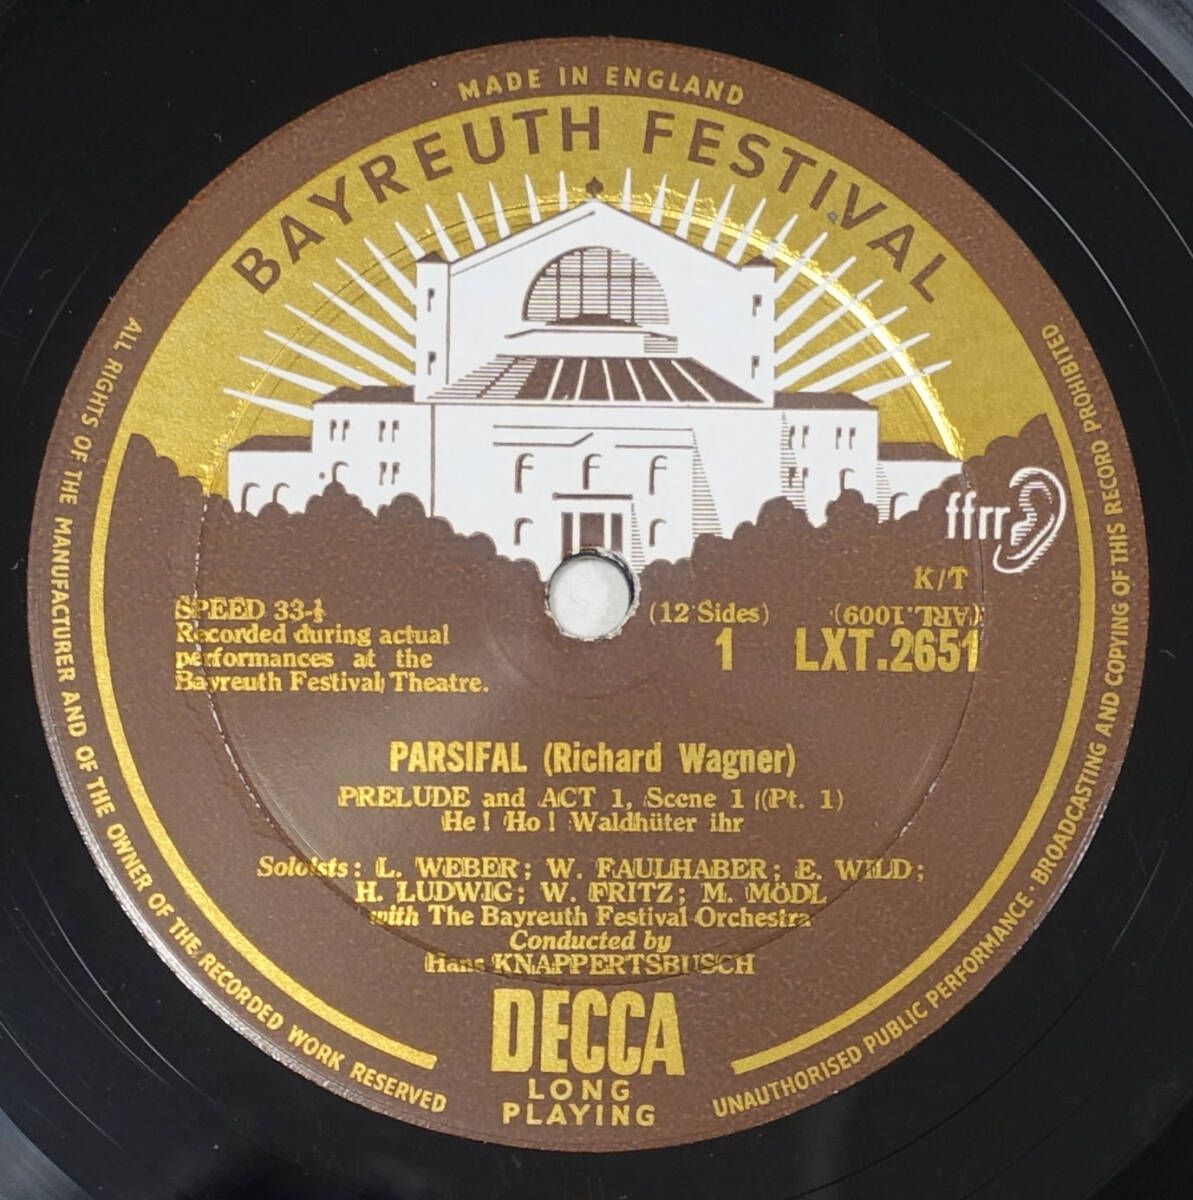 MADE IN ENGLAND
BAYREUTH FESTIVAL
ffrr
K/T
SPEED 33-⅓
(12 Sides)
(ARL. 1009)
Recorded during actual
1 LXT.2651
performances at the
Bayreuth Festival Theatre.
PARSIFAL (Richard Wagner)
PRELUDE and ACT 1, Scene 1 (Pt. 1)
He! Ho! Waldhüter ihr
Soloists: L. WEBER; W. FAULHABER; E. WILD;
H. LUDWIG; W. FRITZ; M. MÖDL
with The Bayreuth Festival Orchestra
Conducted by
Hans KNAPPERTSBUSCH
DECCA
LONG
PLAYING
ALL RIGHTS OF THE MANUFACTURER AND OF THE OWNER OF THE RECORDED WORK RESERVED
UNAUTHORISED PUBLIC PERFORMANCE · BROADCASTING AND COPYING OF THIS RECORD PROHIBITED